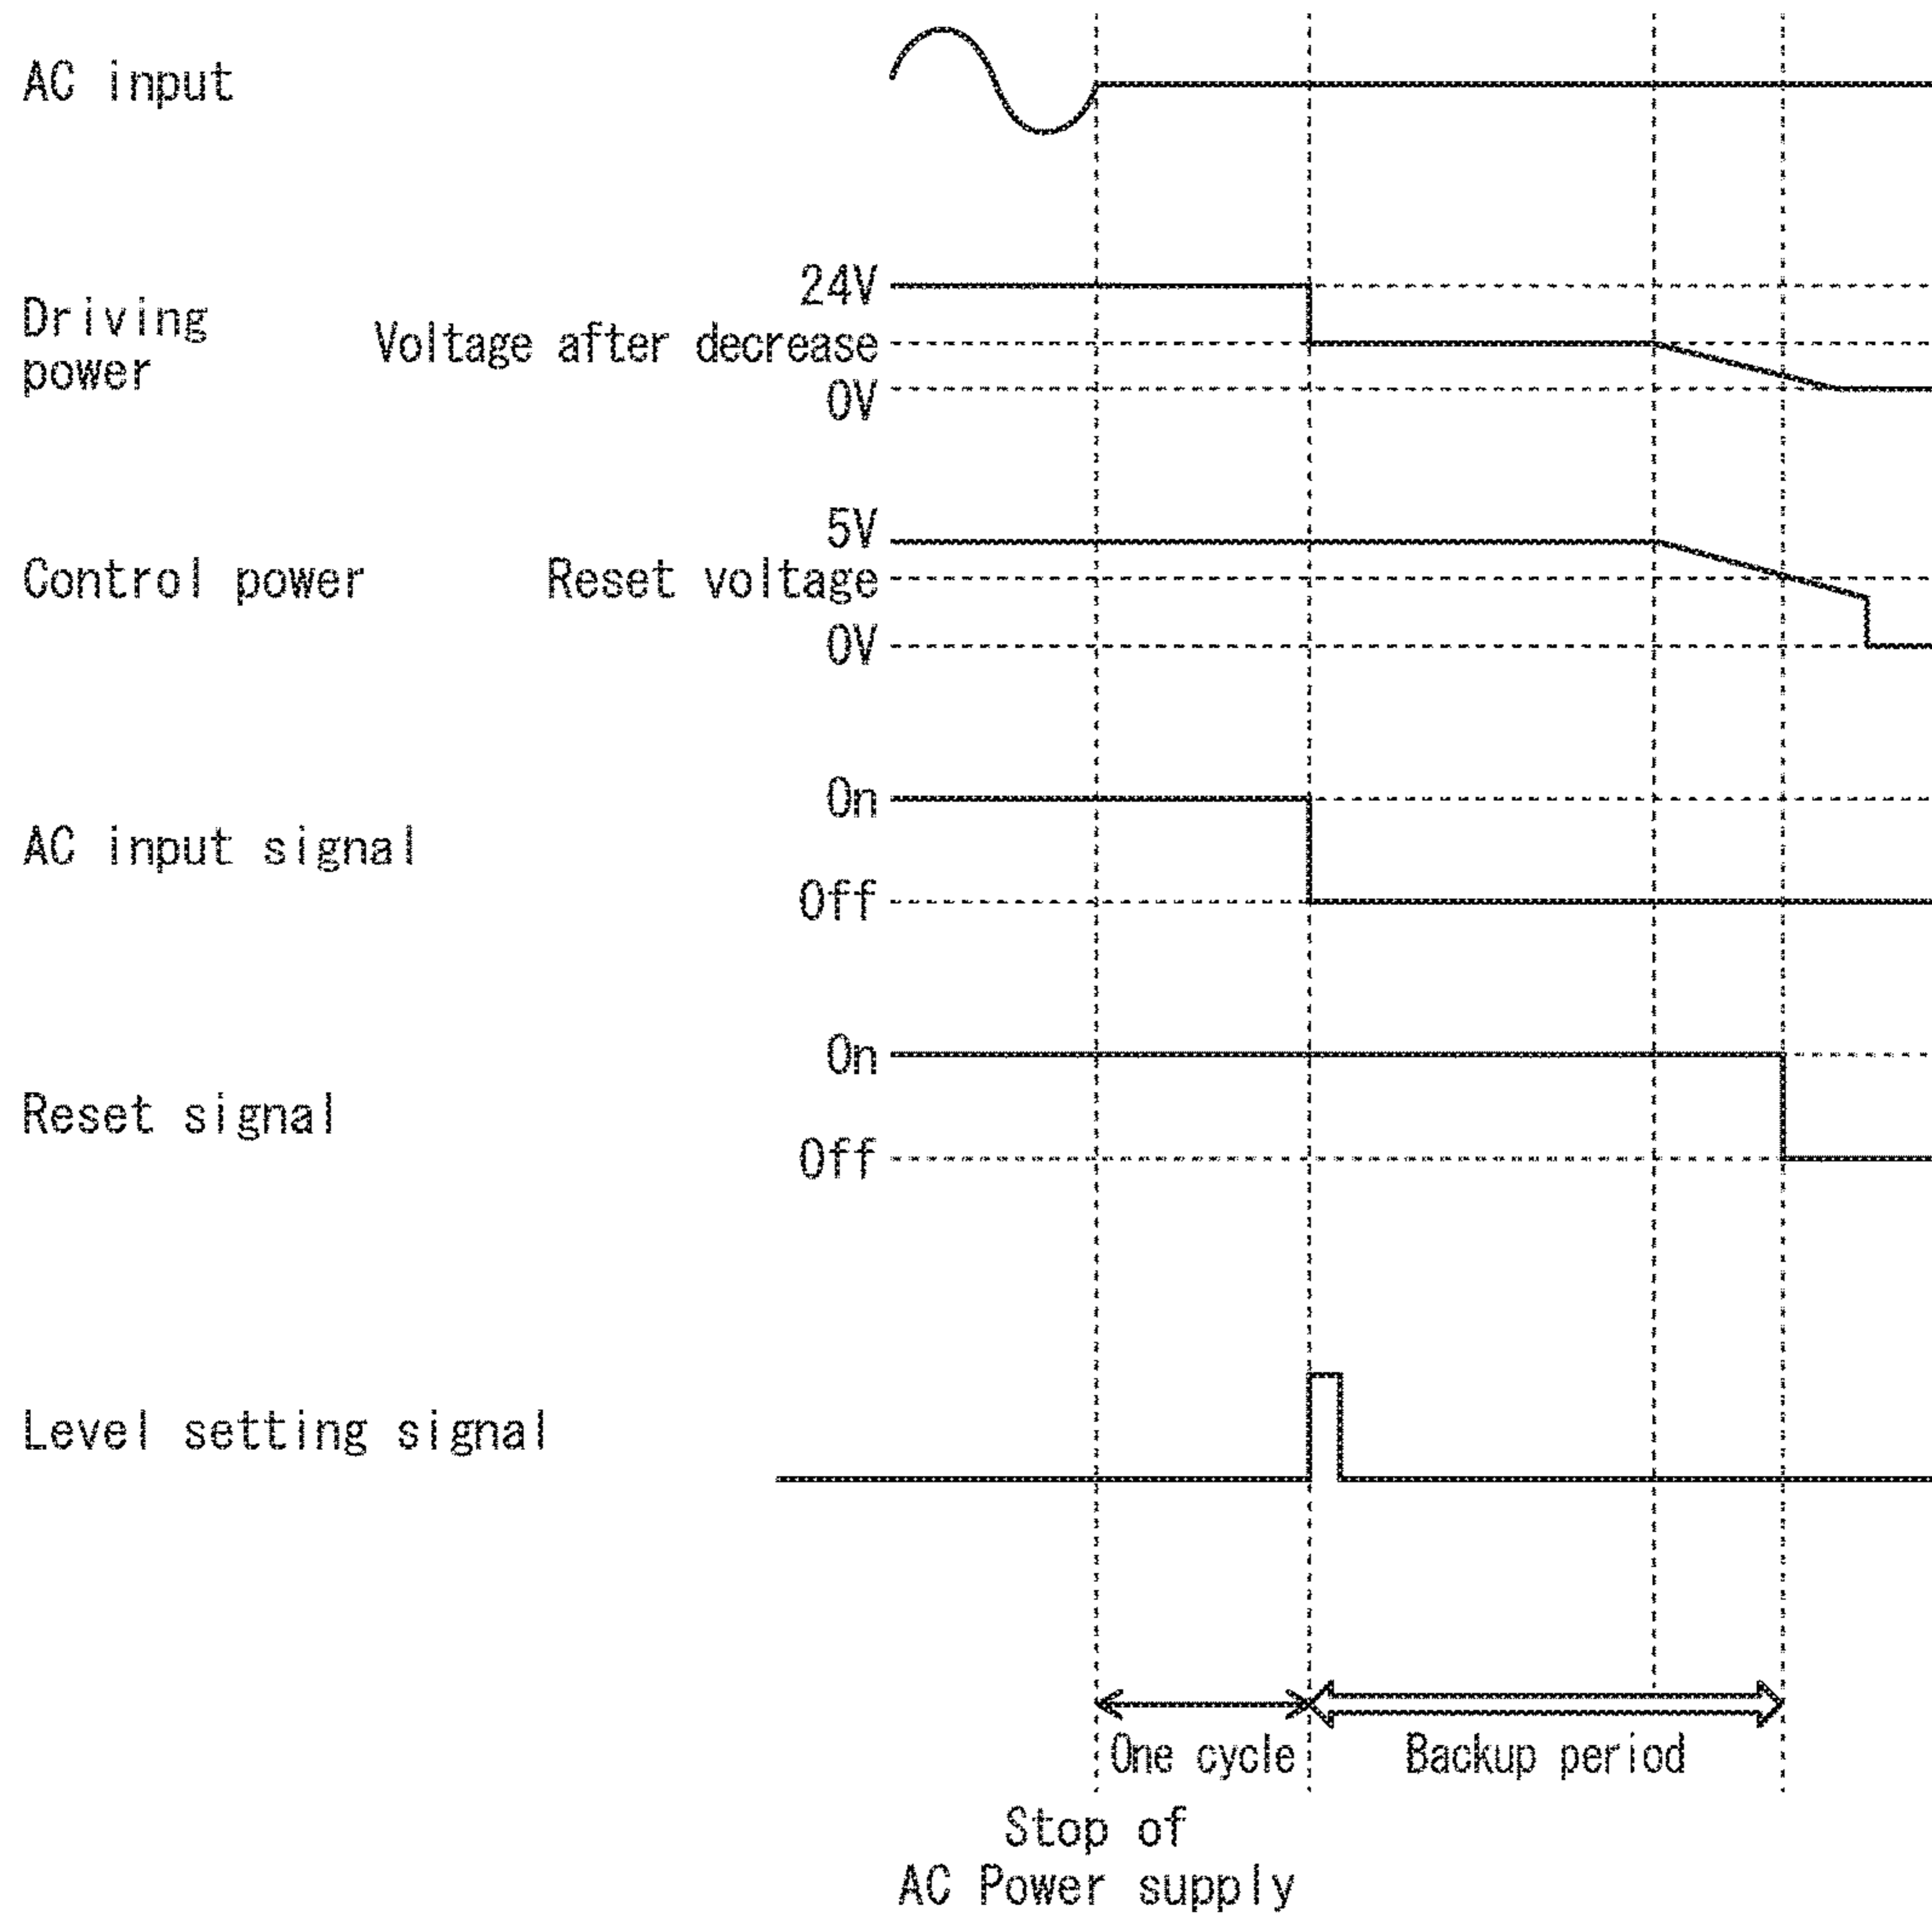 AC input
24V
Driving
power
Voltage after decrease
0V
5V
Control power
Reset voltage
0V
On
AC input signal
Off
On
Reset signal
Off
Level setting signal
One cycle
Backup period
Stop of
AC Power supply